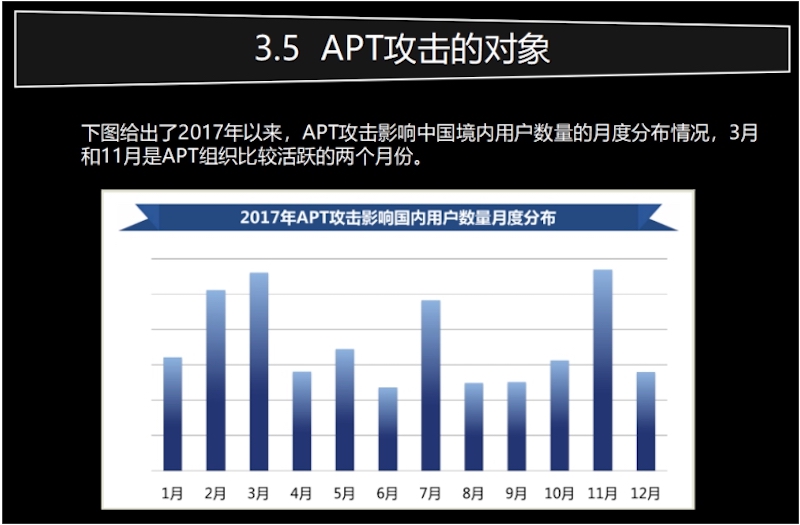 3.5 APT攻击的对象
下图给出了2017年以来，APT攻击影响中国境内用户数量的月度分布情况，3月
和11月是APT组织比较活跃的两个月份。
2017年APT攻击影响国内用户数量月度分布
1月 2月 3月 4月 5月 6月 7月 8月 9月 10月 11月 12月